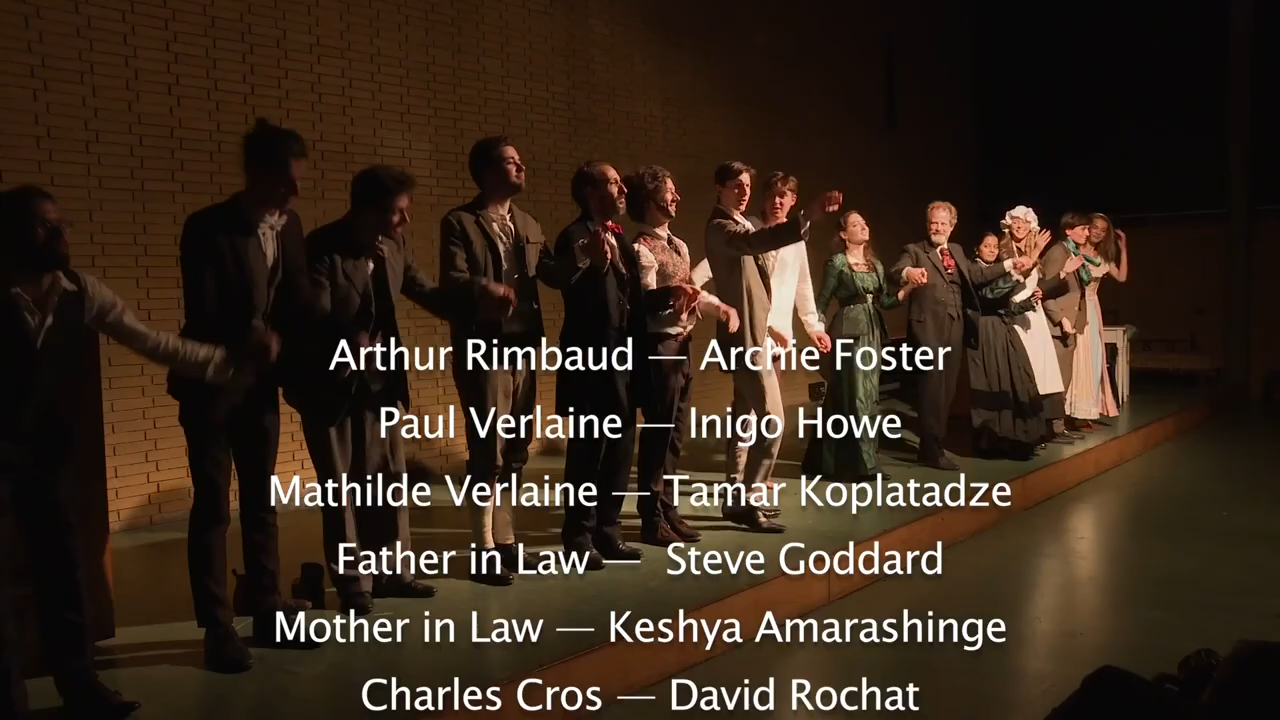 Arthur Rimbaud — Archie Foster
Paul Verlaine — Inigo Howe
Mathilde Verlaine — Tamar Koplatadze
Father in Law — Steve Goddard
Mother in Law — Keshya Amarashinge
Charles Cros — David Rochat